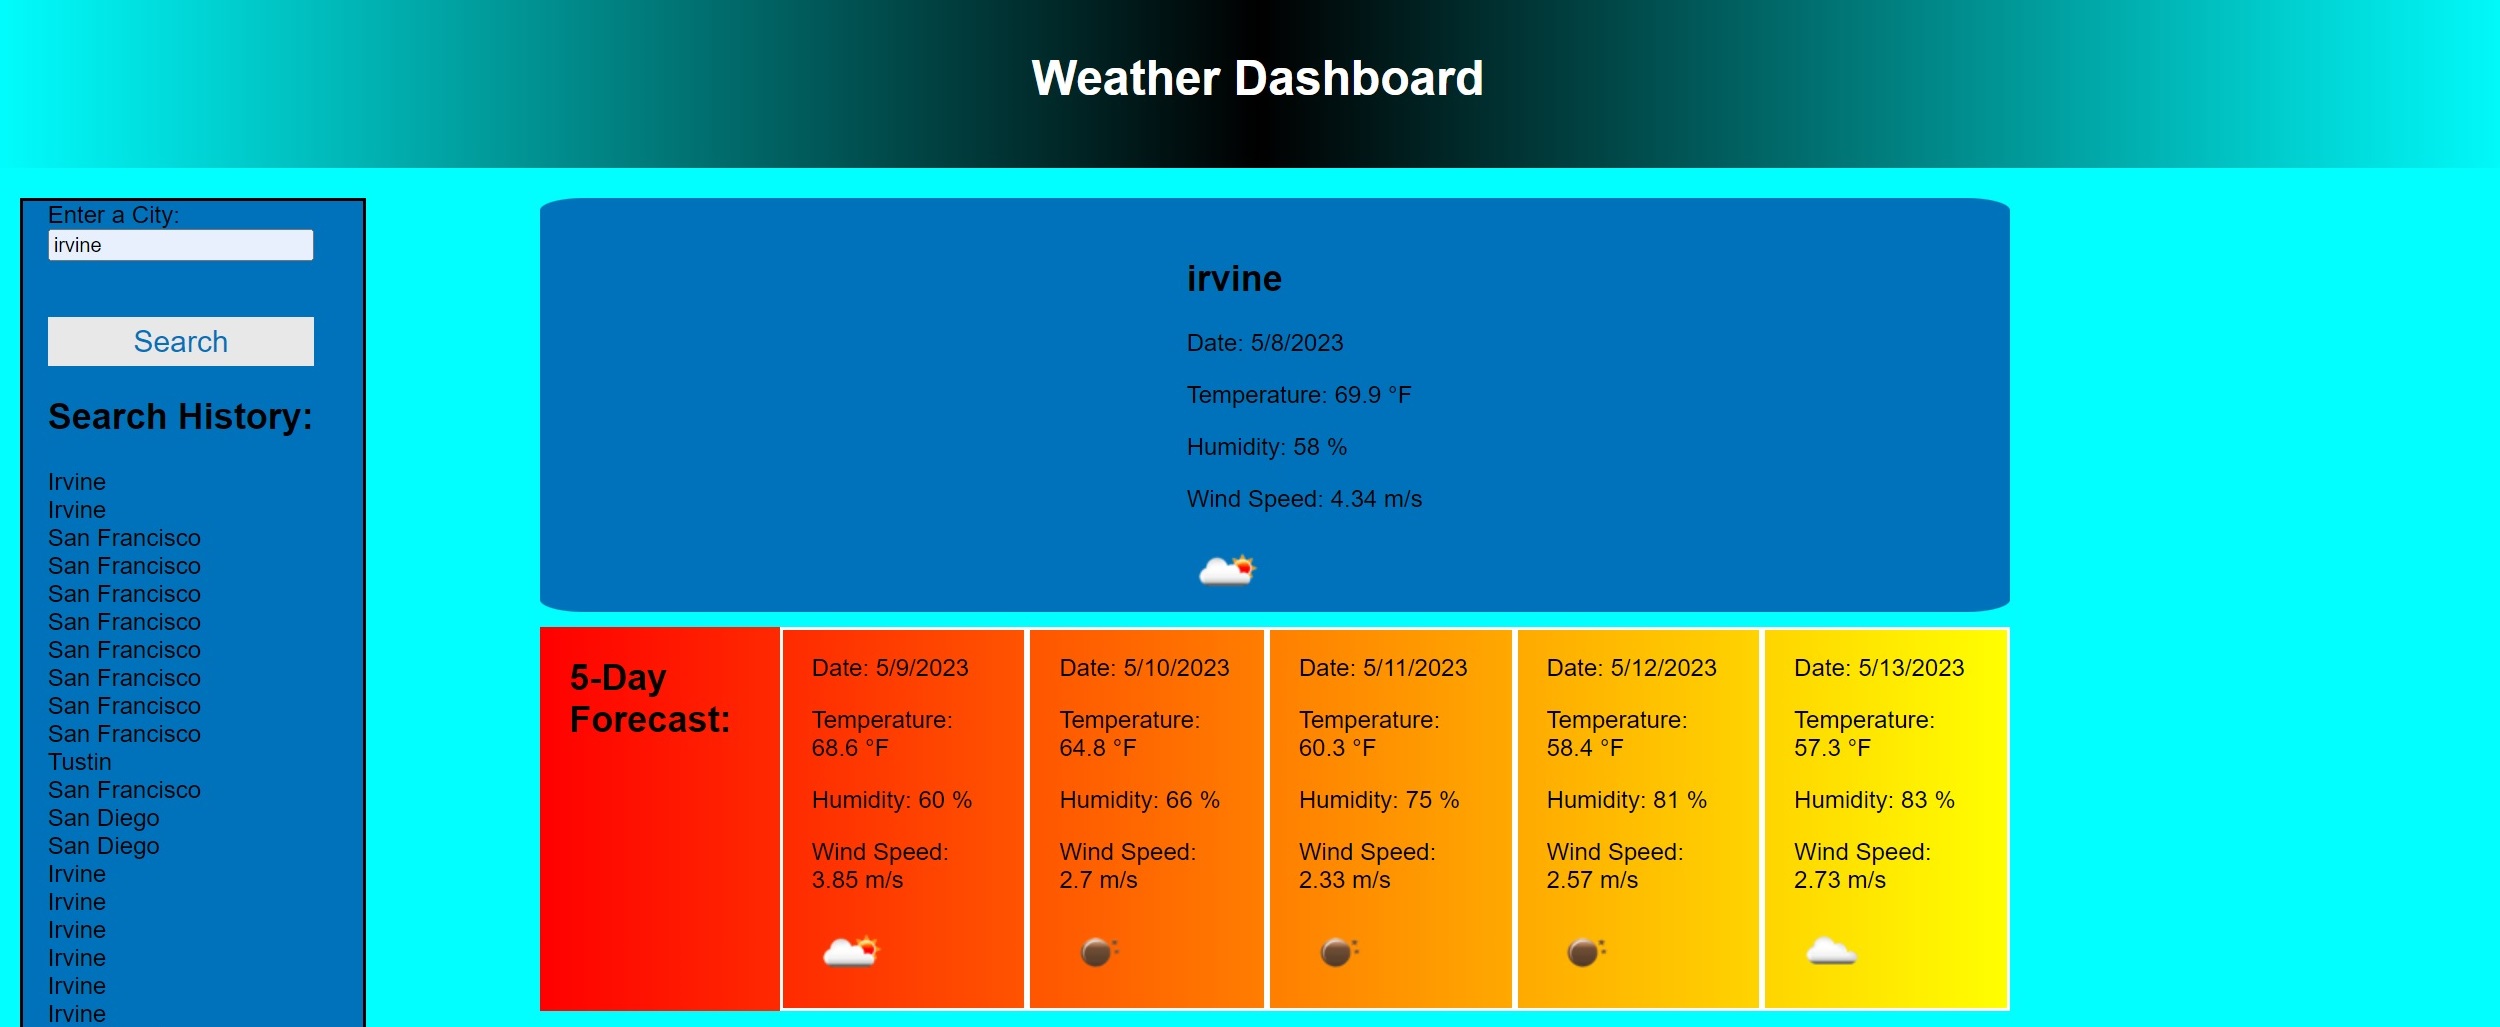 Weather Dashboard
Enter a City:
irvine
Search
Search History:
Irvine
Irvine
San Francisco
San Francisco
San Francisco
San Francisco
San Francisco
San Francisco
San Francisco
San Francisco
Tustin
San Francisco
San Diego
San Diego
Irvine
Irvine
Irvine
Irvine
Irvine
Irvine
irvine
Date: 5/8/2023
Temperature: 69.9 °F
Humidity: 58 %
Wind Speed: 4.34 m/s
5-Day
Forecast:
Date: 5/9/2023
Temperature:
68.6 °F
Humidity: 60 %
Wind Speed:
3.85 m/s
Date: 5/10/2023
Temperature:
64.8 °F
Humidity: 66 %
Wind Speed:
2.7 m/s
Date: 5/11/2023
Temperature:
60.3 °F
Humidity: 75 %
Wind Speed:
2.33 m/s
Date: 5/12/2023
Temperature:
58.4 °F
Humidity: 81 %
Wind Speed:
2.57 m/s
Date: 5/13/2023
Temperature:
57.3 °F
Humidity: 83 %
Wind Speed:
2.73 m/s